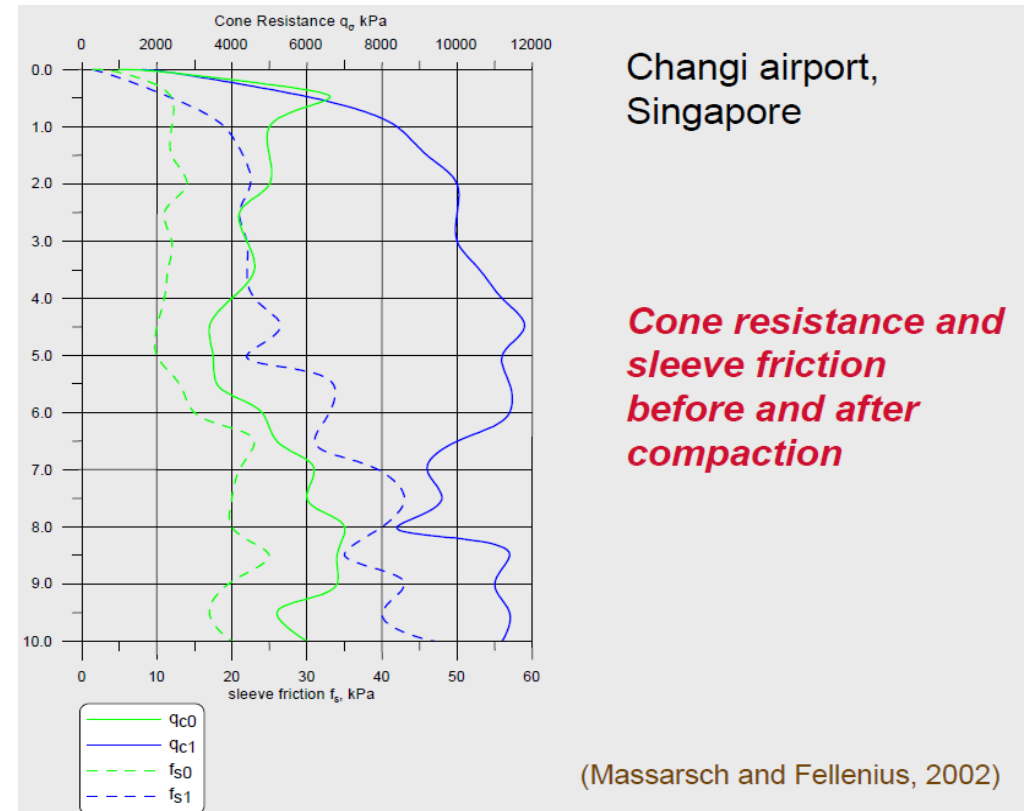 Cone Resistance qσ, kPa
0 2000 4000 6000 8000 10000 12000
Changi airport,
Singapore
0.0
1.0
2.0
3.0
4.0
5.0
6.0
7.0
8.0
9.0
10.0
Cone resistance and
sleeve friction
before and after
compaction
0 10 20 30 40 50 60
sleeve friction fs, kPa
qc0
qc1
fs0
fs1
(Massarsch and Fellenius, 2002)